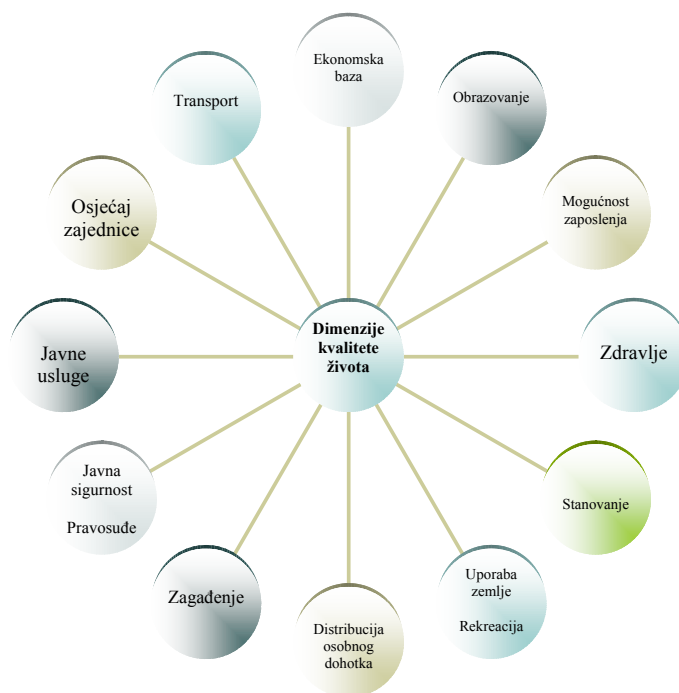 Ekonomska
baza
Obrazovanje
Mogućnost
zaposlenja
Zdravlje
Stanovanje
Uporaba
zemlje
Rekreacija
Distribucija
osobnog
dohotka
Zagađenje
Javna
sigurnost
Pravosuđe
Javne
usluge
Osjećaj
zajednice
Transport
Dimenzije
kvalitete
života